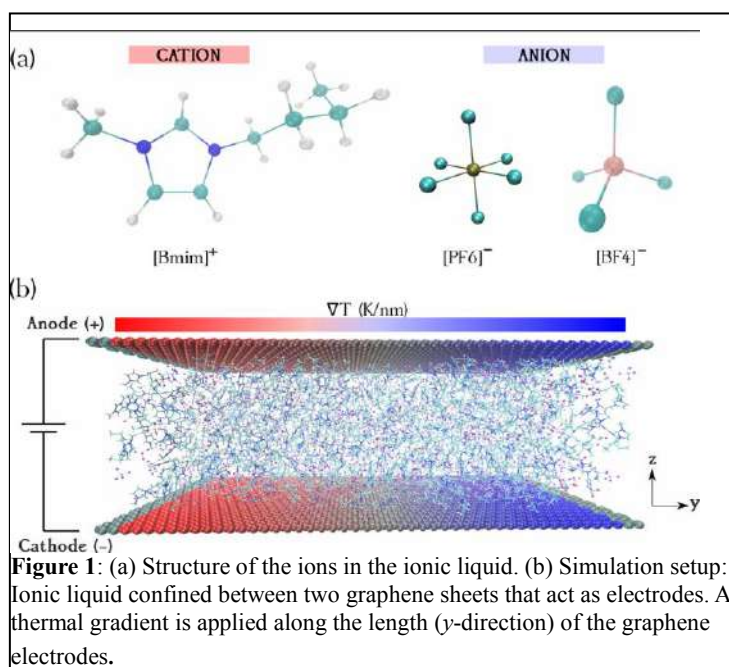 (a)
CATION
ANION
[Bmim]+
[PF6]−
[BF4]−
(b)
∇T (K/nm)
Anode (+)
z
y
Cathode (−)
Figure 1: (a) Structure of the ions in the ionic liquid. (b) Simulation setup:
Ionic liquid confined between two graphene sheets that act as electrodes. A
thermal gradient is applied along the length (y-direction) of the graphene
electrodes.